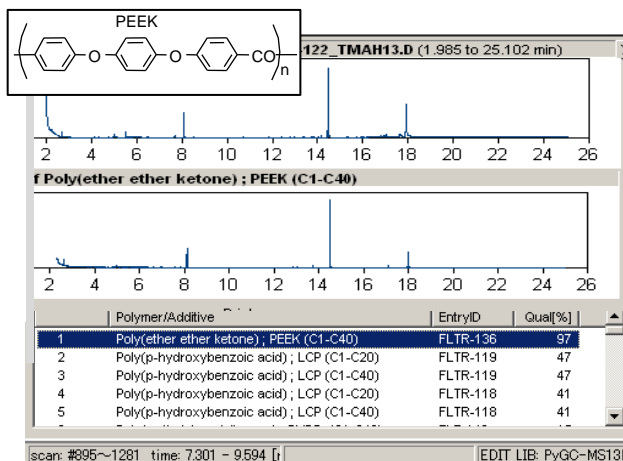 PEEK
O O CO n
122_TMAH13.D (1.985 to 25.102 min)
2 4 6 8 10 12 14 16 18 20 22 24 26
f Poly(ether ether ketone) ; PEEK (C1-C40)
2 4 6 8 10 12 14 16 18 20 22 24 26
Polymer/Additive EntryID Qual[%]
1 Poly(ether ether ketone) ; PEEK (C1-C40) FLTR-136 97
2 Poly(p-hydroxybenzoic acid) ; LCP (C1-C20) FLTR-119 47
3 Poly(p-hydroxybenzoic acid) ; LCP (C1-C40) FLTR-119 47
4 Poly(p-hydroxybenzoic acid) ; LCP (C1-C20) FLTR-118 41
5 Poly(p-hydroxybenzoic acid) ; LCP (C1-C40) FLTR-118 41
scan: #895~1281 time: 7.301 - 9.594 [ EDIT LIB: PyGC-MS13